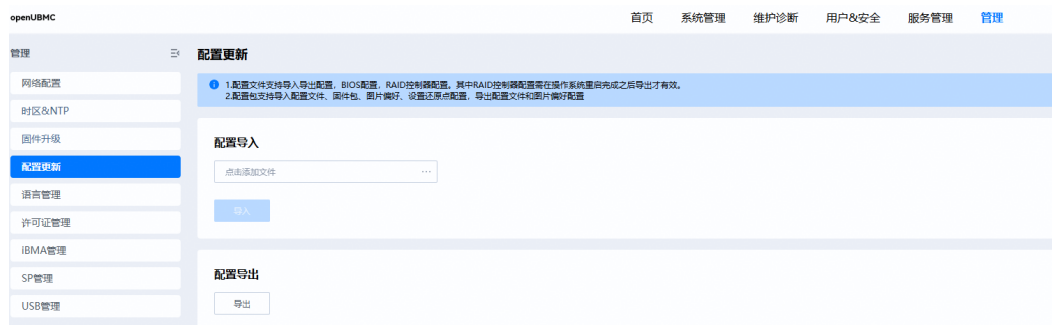 openUBMC
首页 系统管理 维护诊断 用户&安全 服务管理 管理
管理
网络配置
时区&NTP
固件升级
配置更新
语言管理
许可证管理
iBMA管理
SP管理
USB管理
配置更新
1.配置文件支持导入导出配置，BIOS配置，RAID控制器配置。其中RAID控制器配置需在操作系统重启完成之后导出才有效。
2.配置包支持导入配置文件、固件包、图片偏好、设置还原点配置，导出配置文件和图片偏好配置
配置导入
点击添加文件 ...
导入
配置导出
导出